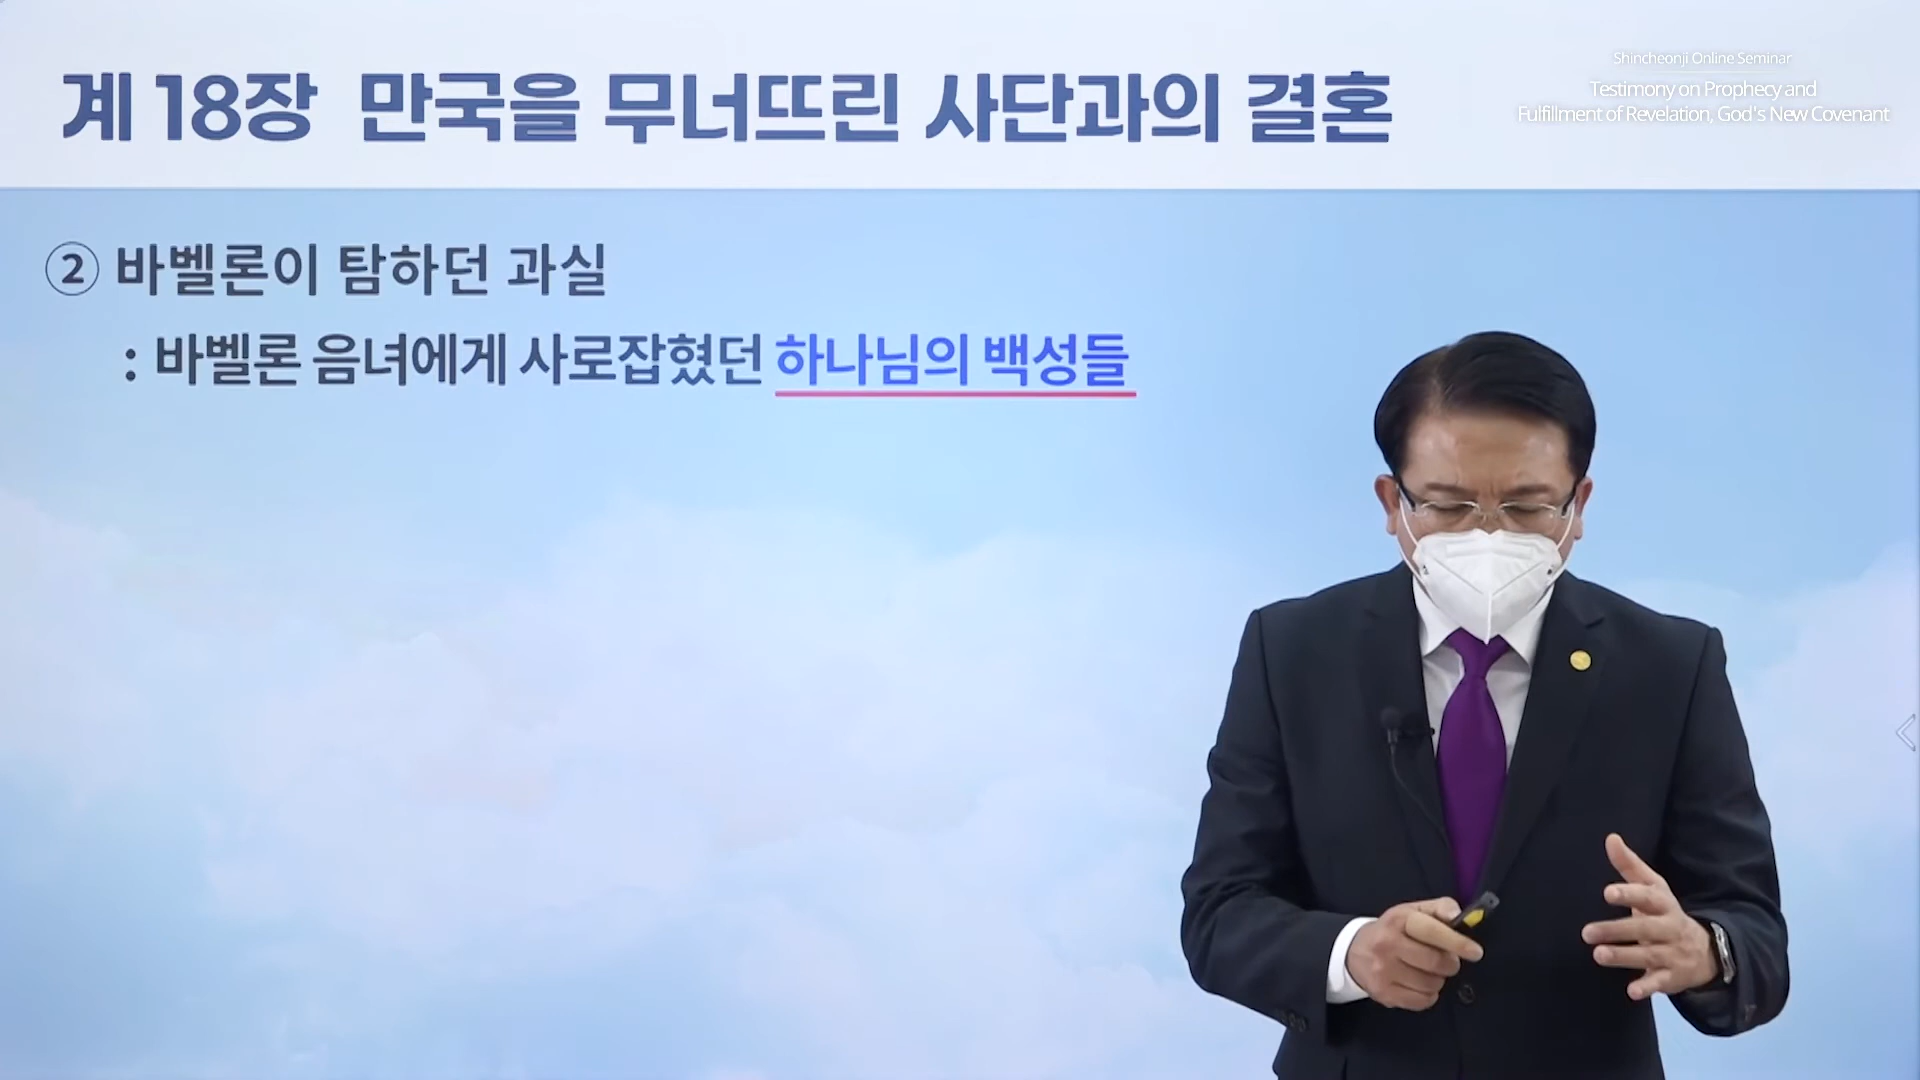 계 18장 만국을 무너뜨린 사단과의 결혼
Shincheonji Online Seminar
Testimony on Prophecy and
Fulfillment of Revelation, God's New Covenant
② 바벨론이 탐하던 과실
: 바벨론 음녀에게 사로잡혔던 하나님의 백성들